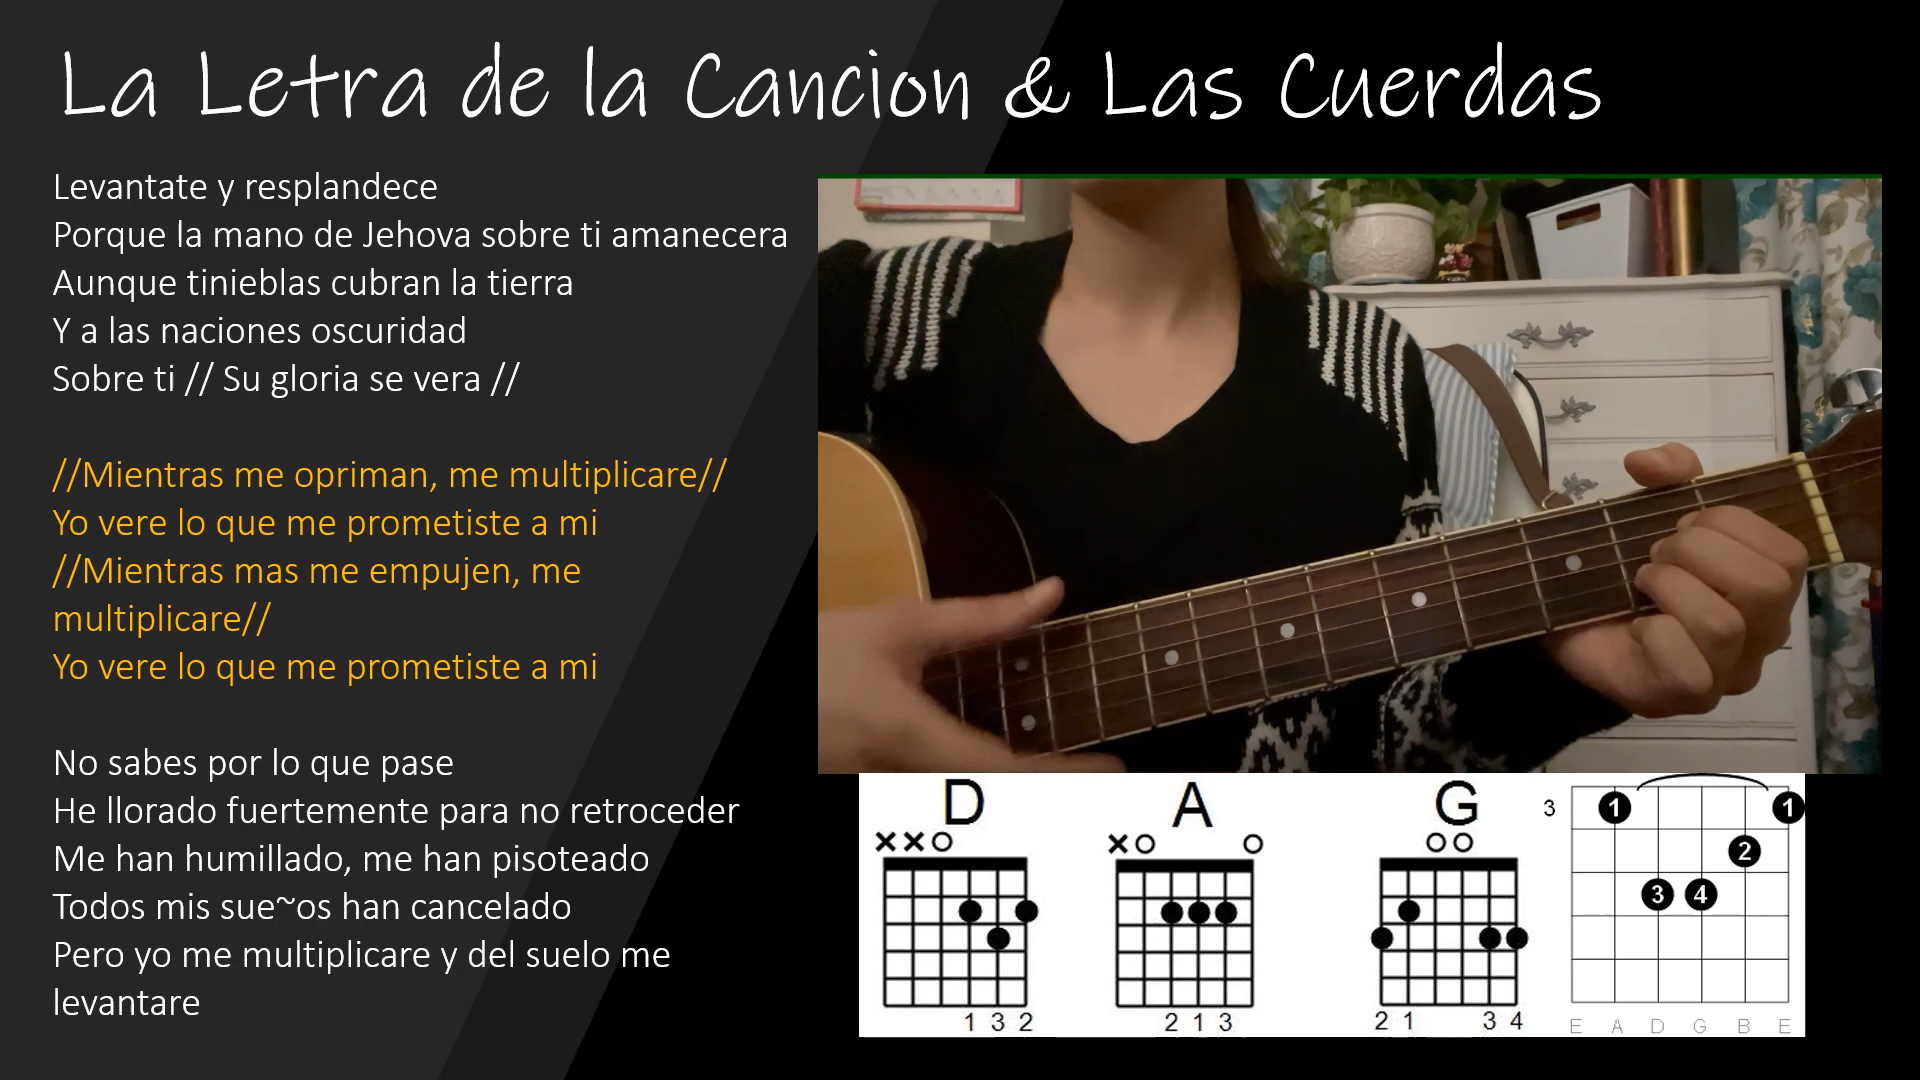 La Letra de la Cancion & Las Cuerdas
Levantate y resplandece
Porque la mano de Jehova sobre ti amanecera
Aunque tinieblas cubran la tierra
Y a las naciones oscuridad
Sobre ti // Su gloria se vera //
//Mientras me opriman, me multiplicare//
Yo vere lo que me prometiste a mi
//Mientras mas me empujen, me
multiplicare//
Yo vere lo que me prometiste a mi
No sabes por lo que pase
He llorado fuertemente para no retroceder
Me han humillado, me han pisoteado
Todos mis sue~os han cancelado
Pero yo me multiplicare y del suelo me
levantare
D A G
3 1 1
2
3 4
1 3 2 2 1 3 2 1 3 4
E A D G B E